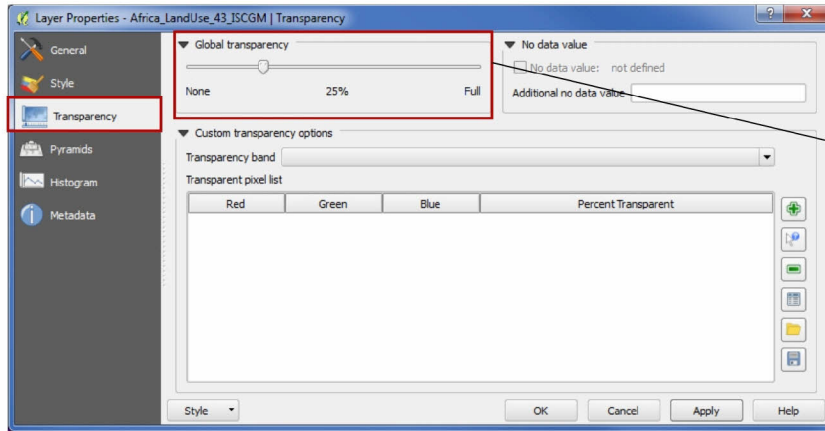 Layer Properties - Africa_LandUse_43_ISCGM | Transparency
General
Style
Transparency
Pyramids
Histogram
Metadata
Global transparency
None 25% Full
No data value
No data value: not defined
Additional no data value
Custom transparency options
Transparency band
Transparent pixel list
Red Green Blue Percent Transparent
Style OK Cancel Apply Help